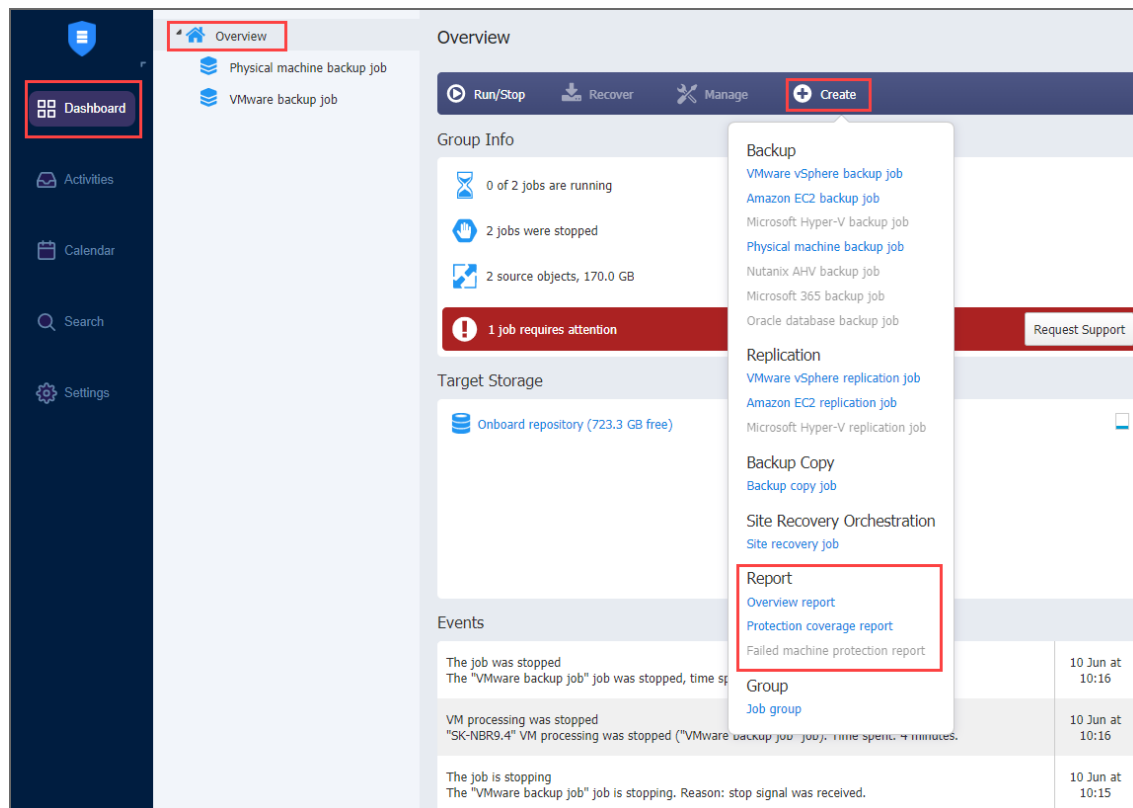 Dashboard
Activities
Calendar
Search
Settings
Overview
Physical machine backup job
VMware backup job
Overview
Run/Stop
Recover
Manage
Create
Group Info
0 of 2 jobs are running
2 jobs were stopped
2 source objects, 170.0 GB
1 job requires attention
Request Support
Target Storage
Onboard repository (723.3 GB free)
Backup
VMware vSphere backup job
Amazon EC2 backup job
Microsoft Hyper-V backup job
Physical machine backup job
Nutanix AHV backup job
Microsoft 365 backup job
Oracle database backup job
Replication
VMware vSphere replication job
Amazon EC2 replication job
Microsoft Hyper-V replication job
Backup Copy
Backup copy job
Site Recovery Orchestration
Site recovery job
Report
Overview report
Protection coverage report
Failed machine protection report
Group
Job group
Events
The job was stopped
The "VMware backup job" job was stopped, time
10 Jun at
10:16
VM processing was stopped
"SK-NBR9.4" VM processing was stopped ("VMware backup job" job). Time spent: 4 minutes.
10 Jun at
10:16
The job is stopping
The "VMware backup job" job is stopping. Reason: stop signal was received.
10 Jun at
10:15